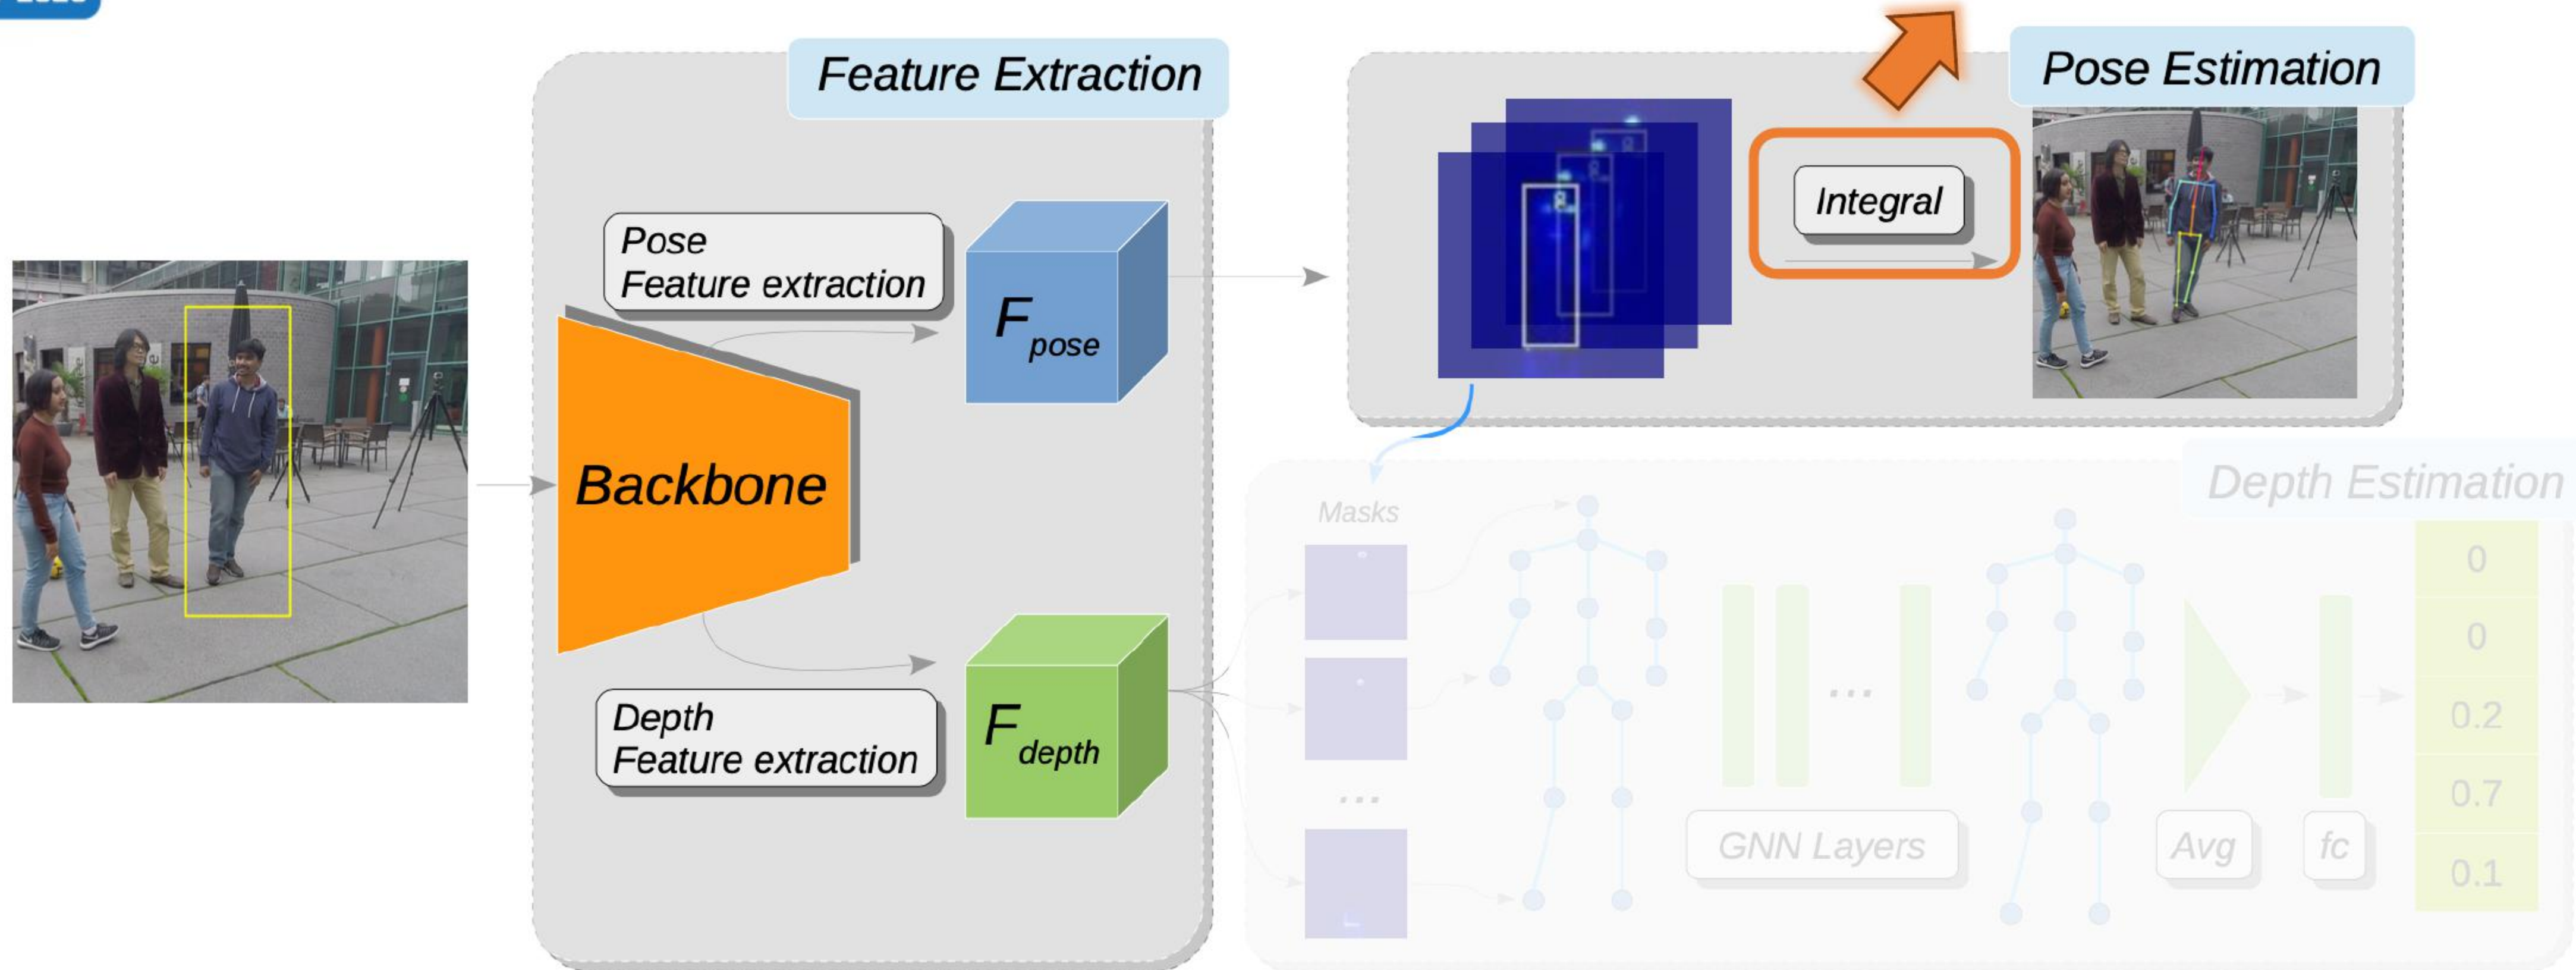 Feature Extraction
Pose Estimation
Pose
Feature extraction
F
pose
Integral
Backbone
Depth
Feature extraction
F
depth
Depth Estimation
Masks
...
...
GNN Layers
Avg
fc
0
0
0.2
0.7
0.1